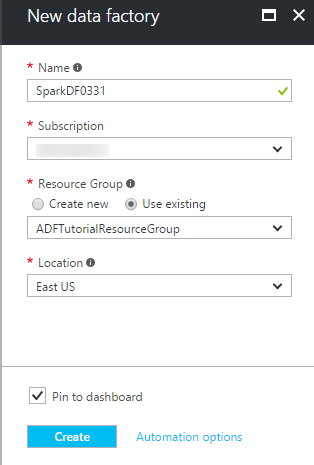 New data factory
* Name
SparkDF0331
* Subscription
* Resource Group
Create new Use existing
ADFTutorialResourceGroup
* Location
East US
Pin to dashboard
Create Automation options